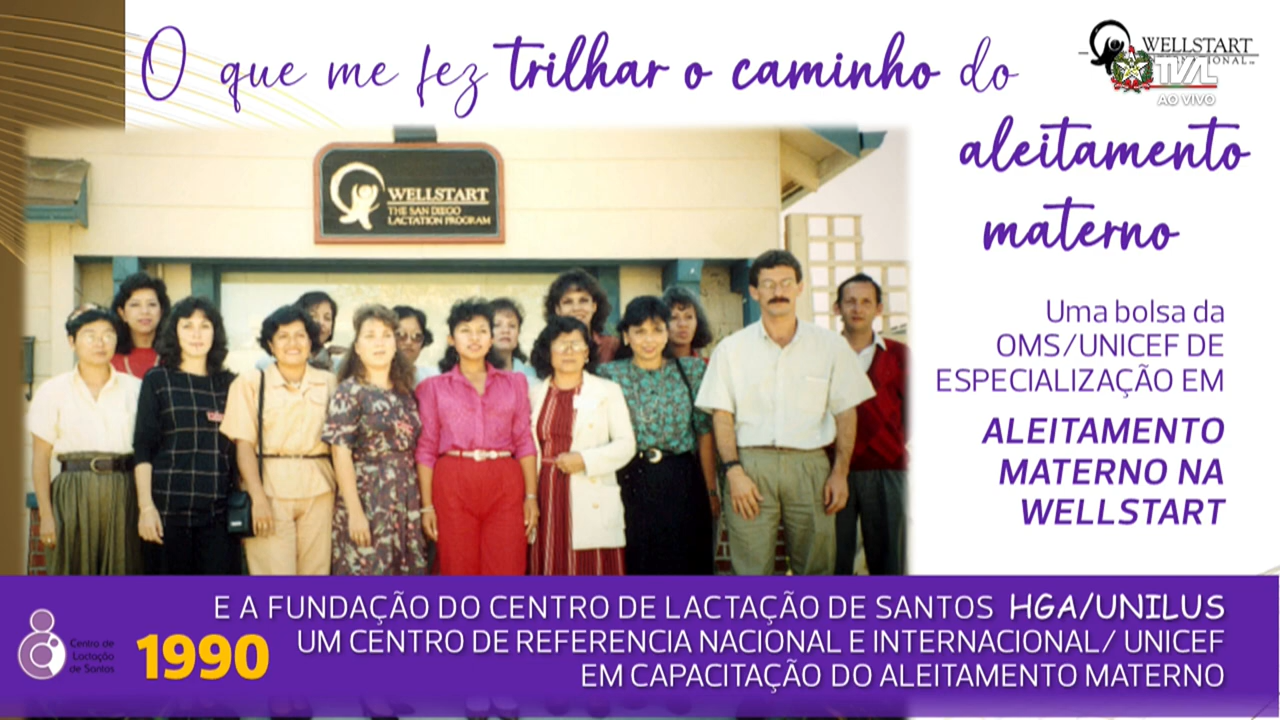 O que me fez trilhar o caminho do
aleitamento
materno
WELLSTART
TVAL
AO VIVO
WELLSTART
THE SAN DIEGO
LACTATION PROGRAM
Uma bolsa da
OMS/UNICEF DE
ESPECIALIZAÇÃO EM
ALEITAMENTO
MATERNO NA
WELLSTART
E A FUNDAÇÃO DO CENTRO DE LACTAÇÃO DE SANTOS HGA/UNILUS
UM CENTRO DE REFERENCIA NACIONAL E INTERNACIONAL/ UNICEF
EM CAPACITAÇÃO DO ALEITAMENTO MATERNO
Centro de
Lactação
de Santos
1990